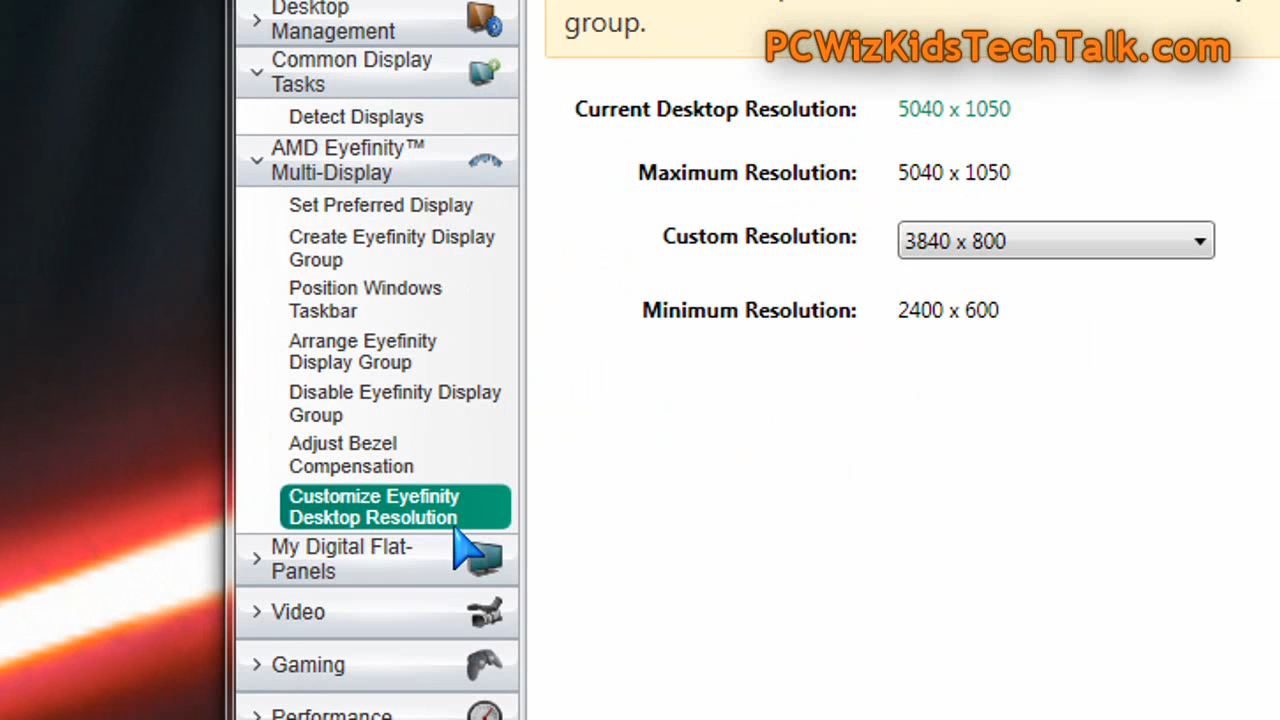 Desktop
Management
Common Display
Tasks
Detect Displays
AMD Eyefinity™
Multi-Display
Set Preferred Display
Create Eyefinity Display
Group
Position Windows
Taskbar
Arrange Eyefinity
Display Group
Disable Eyefinity Display
Group
Adjust Bezel
Compensation
Customize Eyefinity
Desktop Resolution
My Digital Flat-
Panels
Video
Gaming
Performance
group.
PCWizKidsTechTalk.com
Current Desktop Resolution: 5040 x 1050
Maximum Resolution: 5040 x 1050
Custom Resolution: 3840 x 800
Minimum Resolution: 2400 x 600